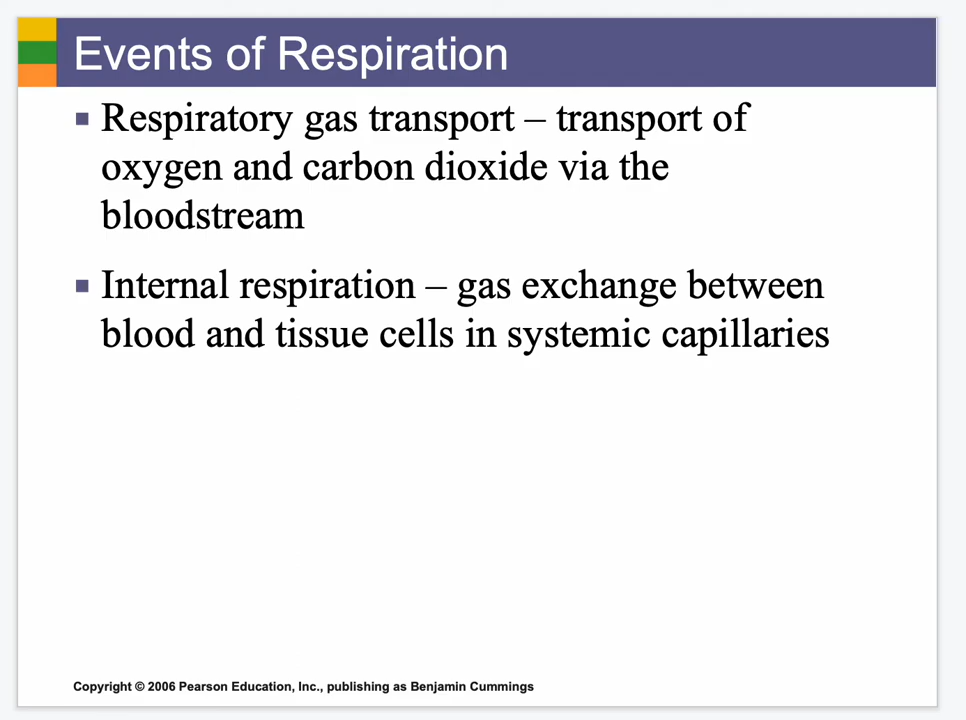 Events of Respiration
Respiratory gas transport – transport of
oxygen and carbon dioxide via the
bloodstream
Internal respiration – gas exchange between
blood and tissue cells in systemic capillaries
Copyright © 2006 Pearson Education, Inc., publishing as Benjamin Cummings